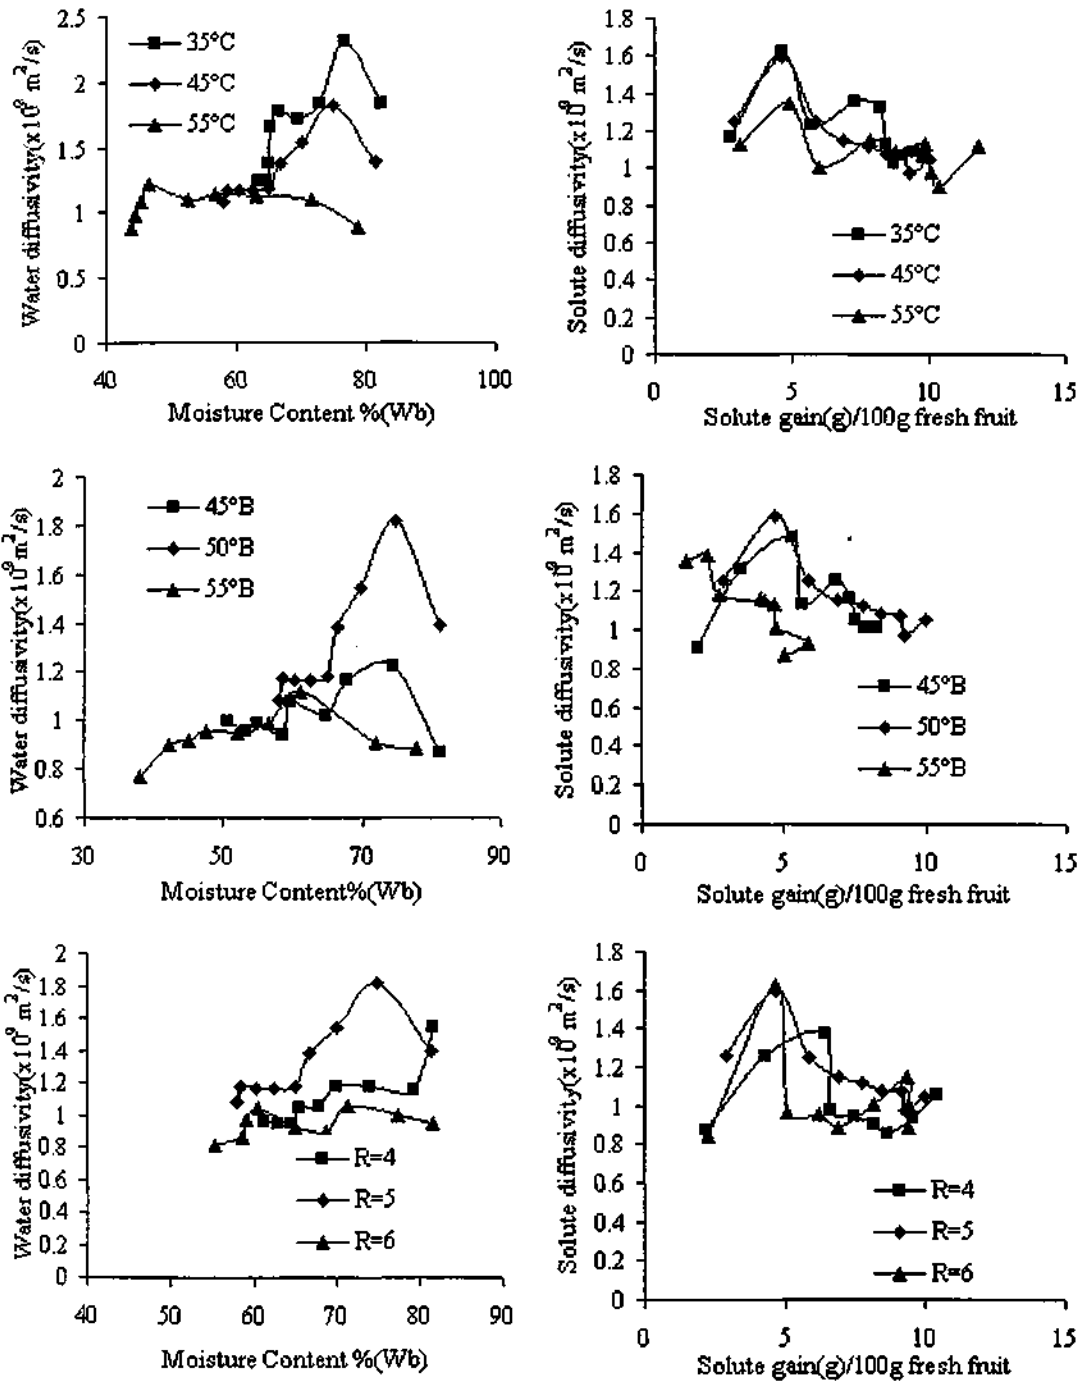 2.5
2
1.5
1
0.5
0
40
60
80
100
Water diffusivity(x10⁹ m²/s)
Moisture Content %(Wb)
35°C
45°C
55°C
1.8
1.6
1.4
1.2
1
0.8
0.6
0.4
0.2
0
0
5
10
15
Solute diffusivity(x10⁹ m²/s)
Solute gain(g)/100g fresh fruit
35°C
45°C
55°C
2
1.8
1.6
1.4
1.2
1
0.8
0.6
30
50
70
90
Water diffusivity(x10⁹ m²/s)
Moisture Content%(Wb)
45°B
50°B
55°B
1.8
1.6
1.4
1.2
1
0.8
0.6
0.4
0.2
0
0
5
10
15
Solute diffusivity(x10⁹ m²/s)
Solute gain(g)/100g fresh fruit
45°B
50°B
55°B
2
1.8
1.6
1.4
1.2
1
0.8
0.6
0.4
0.2
0
40
50
60
70
80
90
Water diffusivity(x10⁹ m²/s)
Moisture Content %(Wb)
R=4
R=5
R=6
1.8
1.6
1.4
1.2
1
0.8
0.6
0.4
0.2
0
0
5
10
15
Solute diffusivity(x10⁹ m²/s)
Solute gain(g)/100g fresh fruit
R=4
R=5
R=6